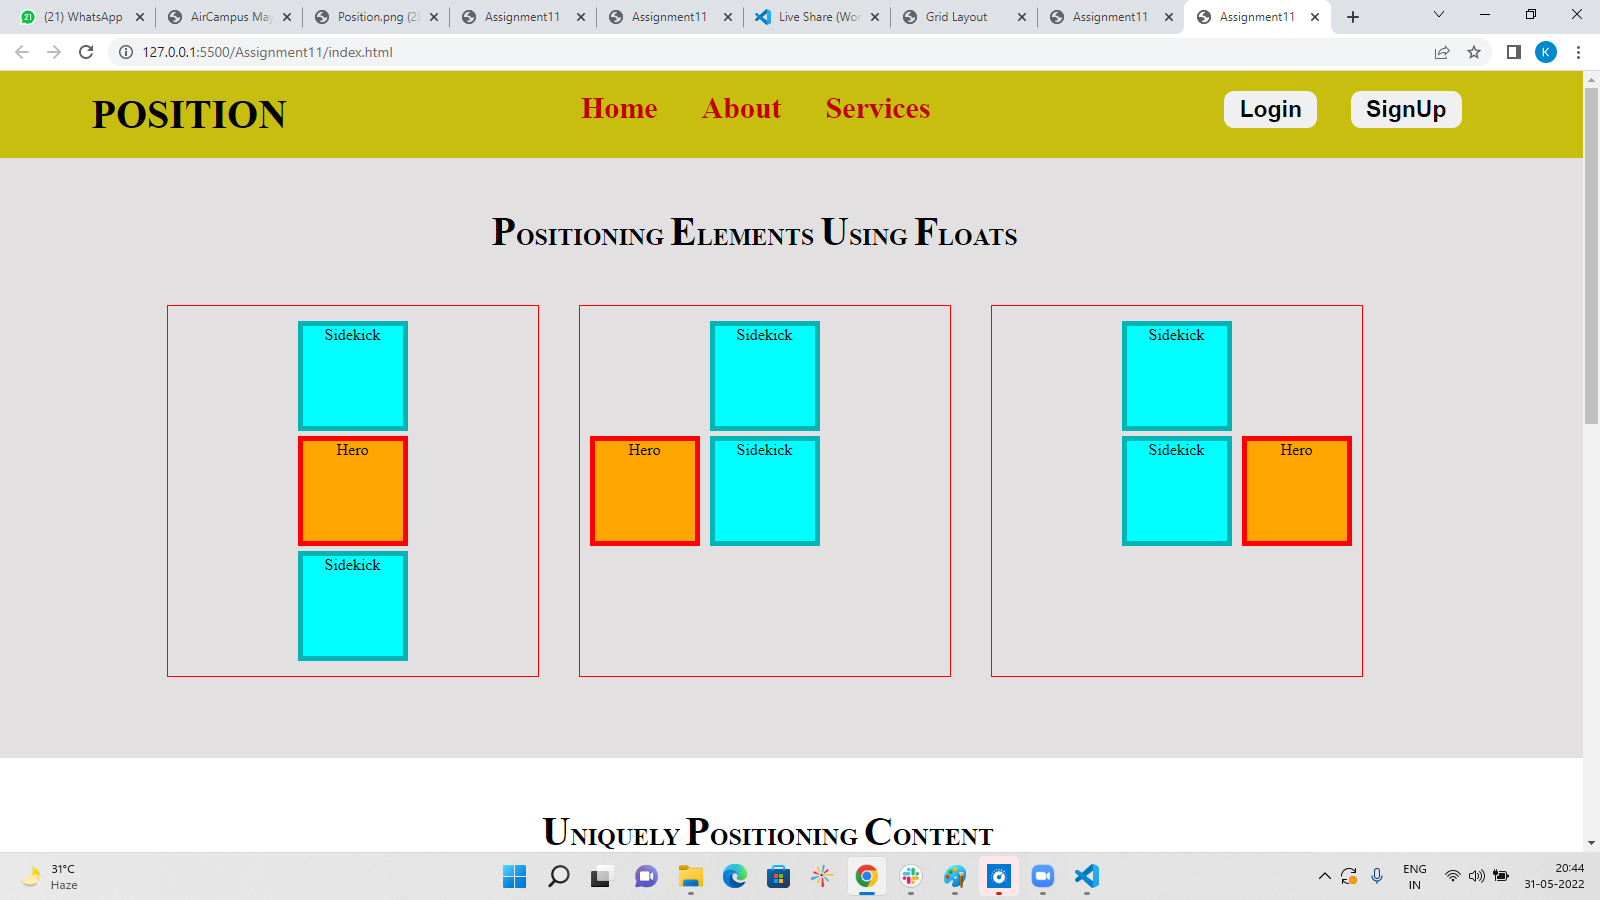 21 (21) WhatsApp
AirCampus May
Position.png (28
Assignment11
Assignment11
Live Share (Wor
Grid Layout
Assignment11
Assignment11
127.0.0.1:5500/Assignment11/index.html
K
POSITION
Home About Services
Login SignUp
Positioning Elements Using Floats
Sidekick
Hero
Sidekick
Sidekick
Hero Sidekick
Sidekick
Sidekick Hero
Uniquely Positioning Content
31°C
Haze
ENG
IN
20:44
31-05-2022